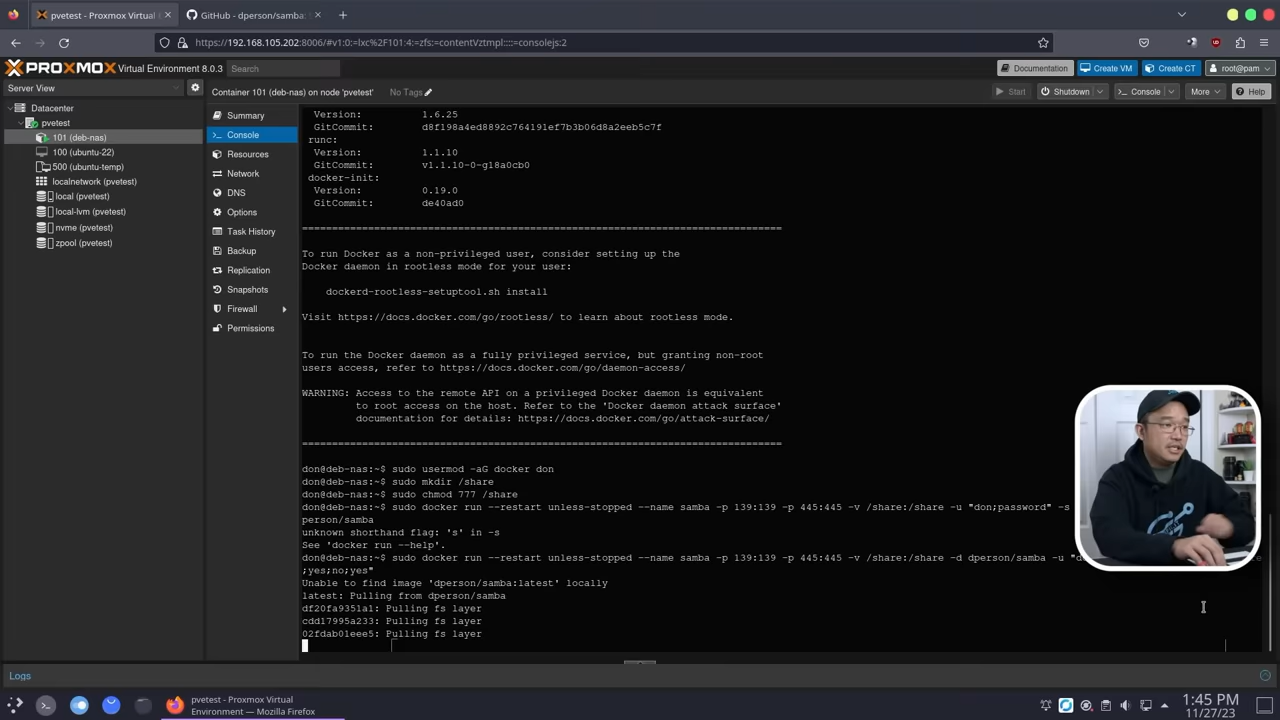 pvetest - Proxmox Virtual E
GitHub - dperson/samba:
https://192.168.105.202:8006/#v1:0:=lxc%2F101:4:=zfs:=contentVztmpl::::=consolejs:2
PROXMOX Virtual Environment 8.0.3
Search
Documentation
Create VM
Create CT
root@pam
Server View
Container 101 (deb-nas) on node 'pvetest'
No Tags
Start
Shutdown
Console
More
Help
Datacenter
pvetest
101 (deb-nas)
100 (ubuntu-22)
500 (ubuntu-temp)
localnetwork (pvetest)
local (pvetest)
local-lvm (pvetest)
nvme (pvetest)
zpool (pvetest)
Summary
Console
Resources
Network
DNS
Options
Task History
Backup
Replication
Snapshots
Firewall
Permissions
Version: 1.6.25
GitCommit: d8f198a4ed8892c764191ef7b3b06d8a2eeb5c7f
runc:
Version: 1.1.10
GitCommit: v1.1.10-0-g18a0cb0
docker-init:
Version: 0.19.0
GitCommit: de40ad0
================================================================================
To run Docker as a non-privileged user, consider setting up the
Docker daemon in rootless mode for your user:
dockerd-rootless-setuptool.sh install
Visit https://docs.docker.com/go/rootless/ to learn about rootless mode.
To run the Docker daemon as a fully privileged service, but granting non-root
users access, refer to https://docs.docker.com/go/daemon-access/
WARNING: Access to the remote API on a privileged Docker daemon is equivalent
to root access on the host. Refer to the 'Docker daemon attack surface'
documentation for details: https://docs.docker.com/go/attack-surface/
================================================================================
don@deb-nas:~$ sudo usermod -aG docker don
don@deb-nas:~$ sudo mkdir /share
don@deb-nas:~$ sudo chmod 777 /share
don@deb-nas:~$ sudo docker run --restart unless-stopped --name samba -p 139:139 -p 445:445 -v /share:/share -u "don;password" -s
person/samba
unknown shorthand flag: 's' in -s
See 'docker run --help'.
don@deb-nas:~$ sudo docker run --restart unless-stopped --name samba -p 139:139 -p 445:445 -v /share:/share -d dperson/samba -u
;yes;no;yes"
Unable to find image 'dperson/samba:latest' locally
latest: Pulling from dperson/samba
df20fa9351a1: Pulling fs layer
cdd17995a233: Pulling fs layer
02fdab01eee5: Pulling fs layer
Logs
pvetest - Proxmox Virtual
Environment — Mozilla Firefox
1:45 PM
11/27/23